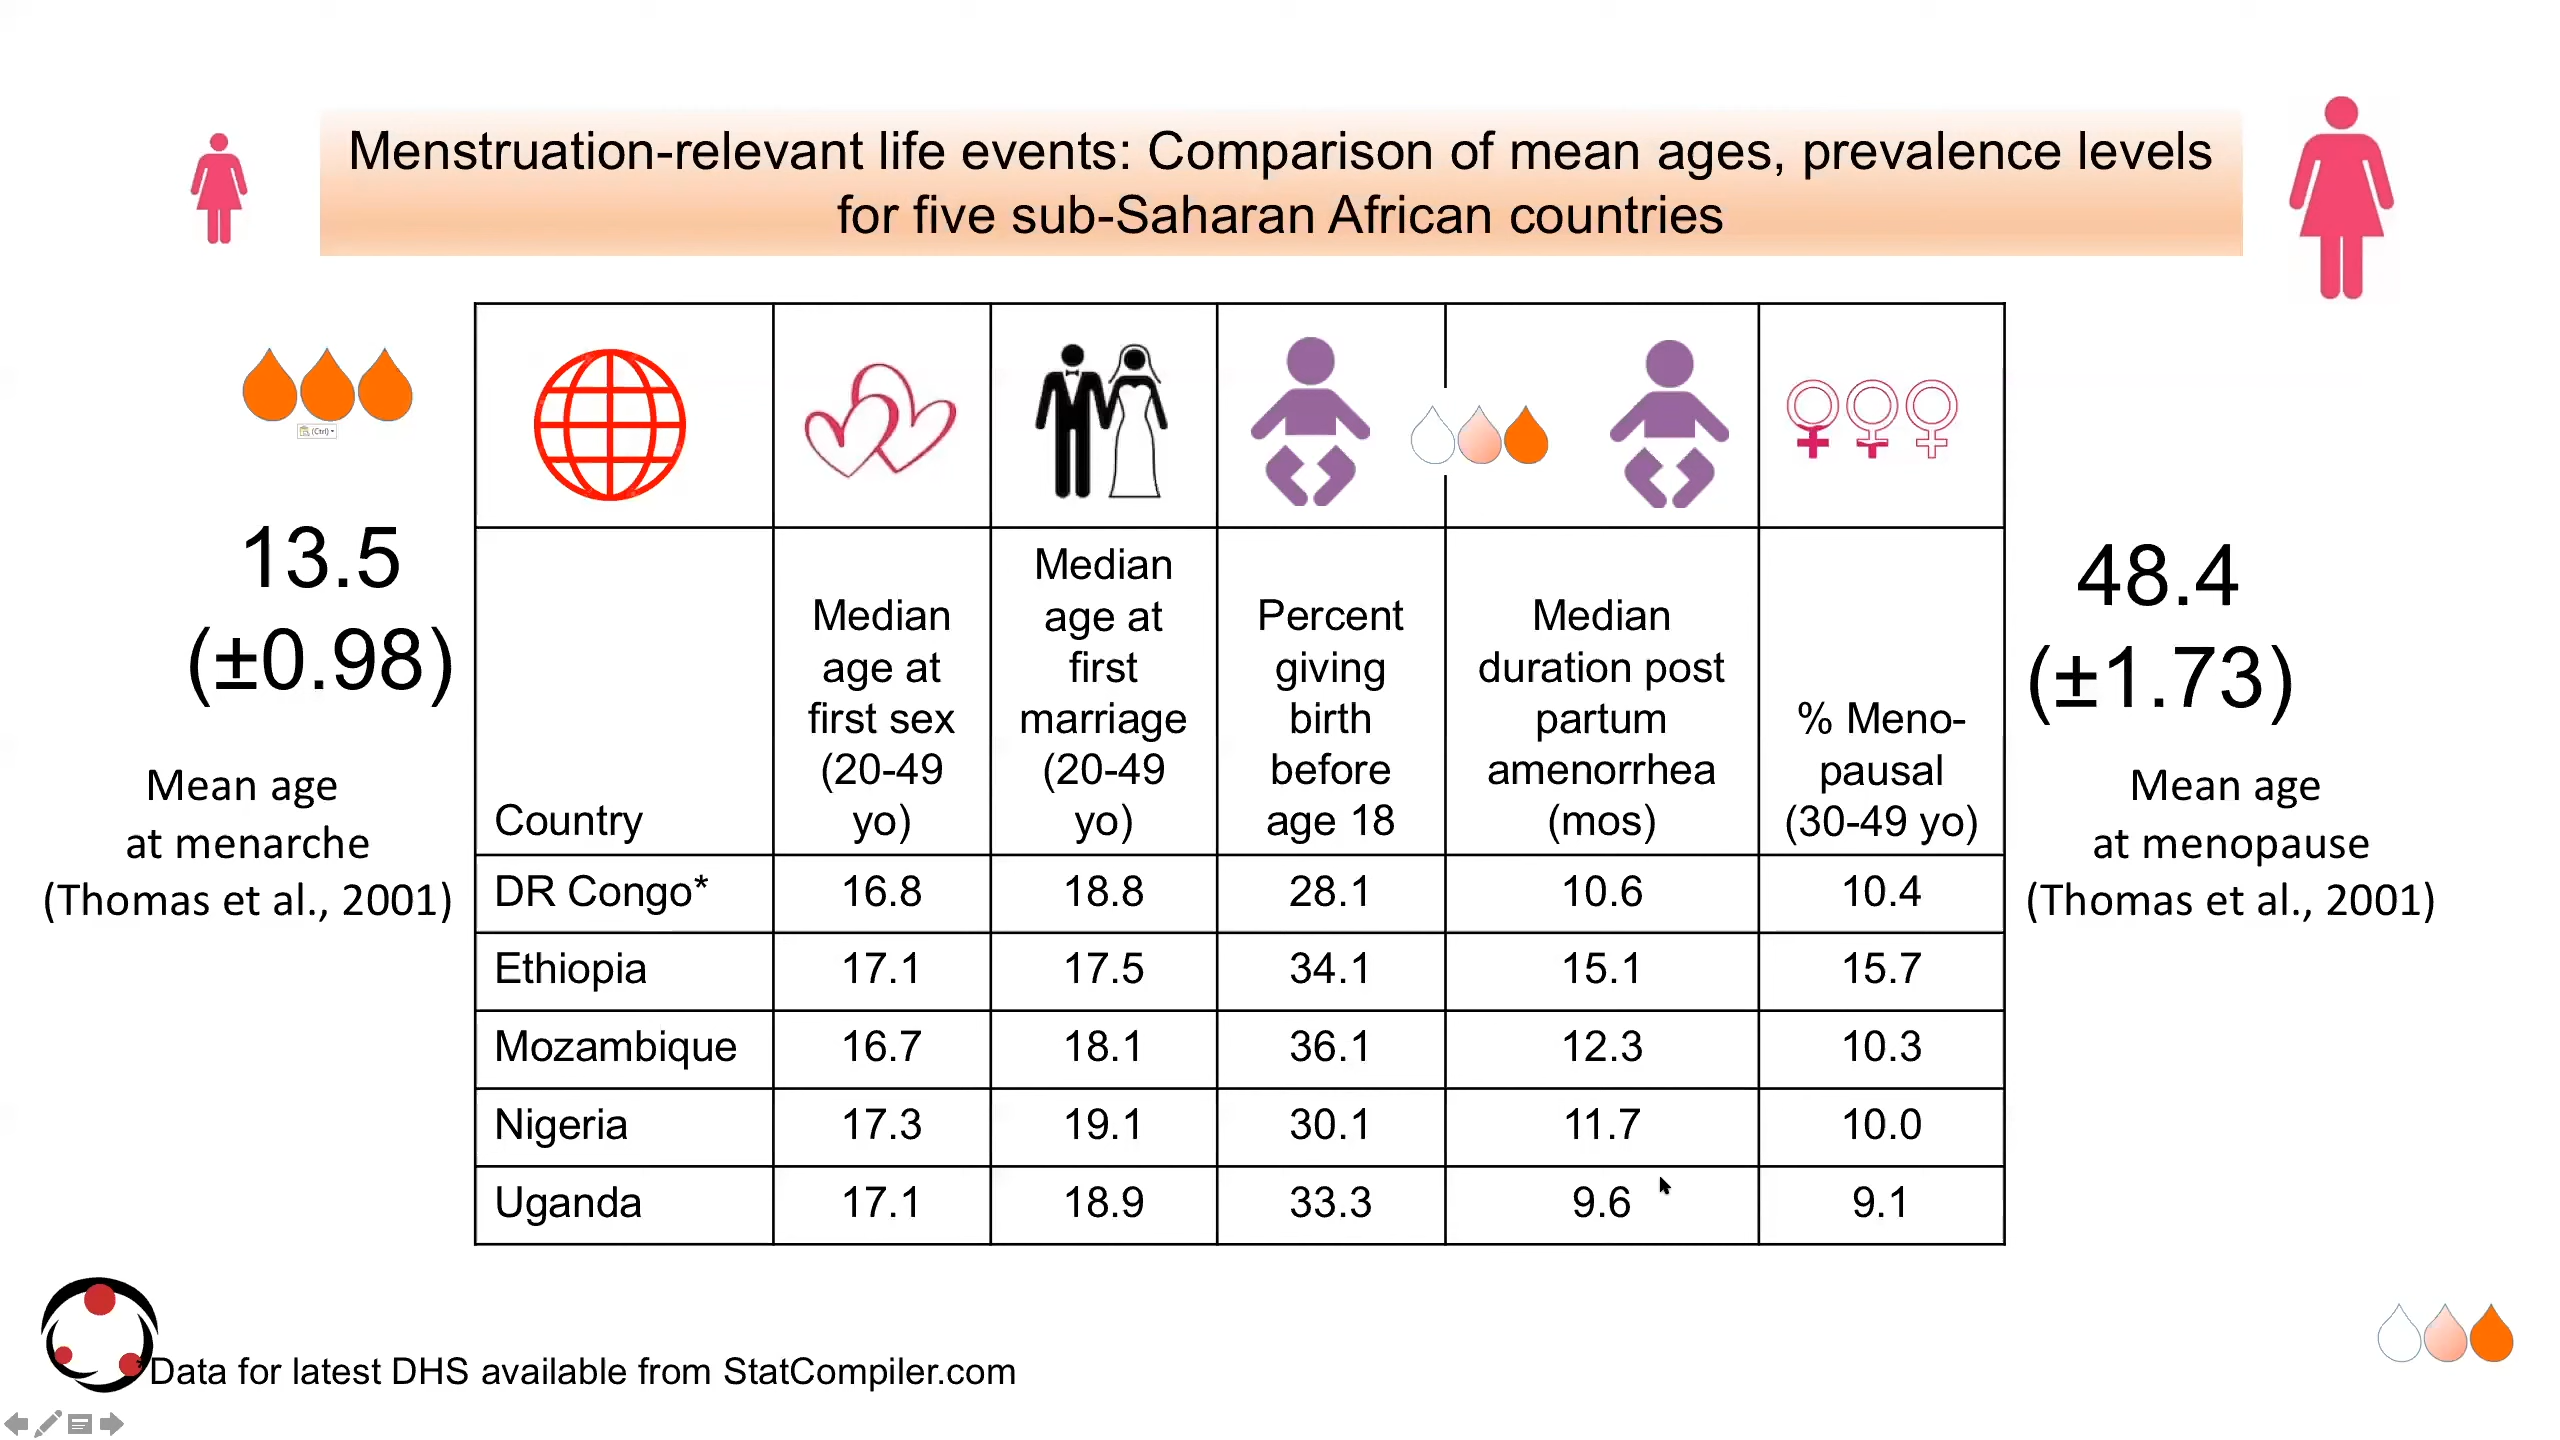 Menstruation-relevant life events: Comparison of mean ages, prevalence levels
for five sub-Saharan African countries
(Ctrl)
13.5
(±0.98)
Mean age
at menarche
(Thomas et al., 2001)
Country
Median
age at
first sex
(20-49
yo)
Median
age at
first
marriage
(20-49
yo)
Percent
giving
birth
before
age 18
Median
duration post
partum
amenorrhea
(mos)
% Meno-
pausal
(30-49 yo)
DR Congo* 16.8 18.8 28.1 10.6 10.4
Ethiopia 17.1 17.5 34.1 15.1 15.7
Mozambique 16.7 18.1 36.1 12.3 10.3
Nigeria 17.3 19.1 30.1 11.7 10.0
Uganda 17.1 18.9 33.3 9.6 9.1
48.4
(±1.73)
Mean age
at menopause
(Thomas et al., 2001)
*Data for latest DHS available from StatCompiler.com